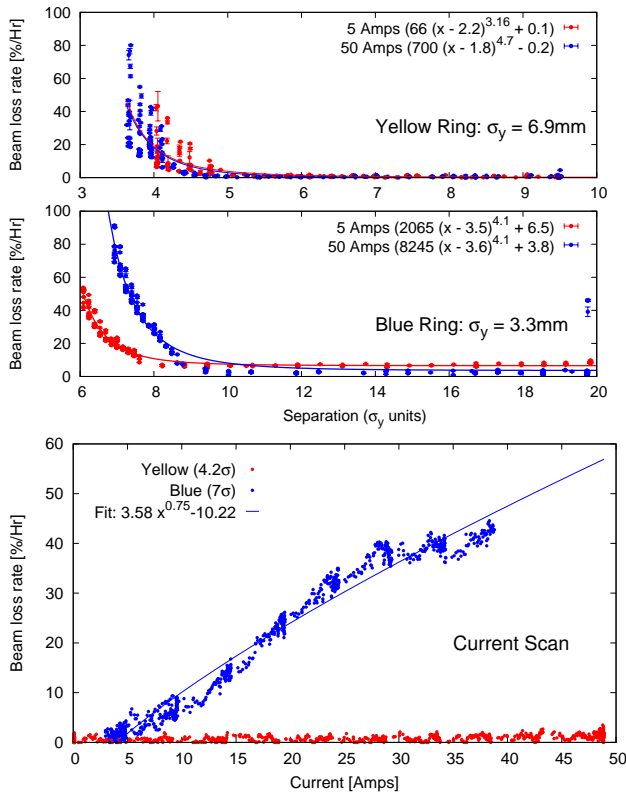 5 Amps (66 (x - 2.2)^3.16 + 0.1)
50 Amps (700 (x - 1.8)^4.7 - 0.2)
Yellow Ring: σ_y = 6.9mm
Beam loss rate [%/Hr]
100
80
60
40
20
0
3 4 5 6 7 8 9 10
5 Amps (2065 (x - 3.5)^4.1 + 6.5)
50 Amps (8245 (x - 3.6)^4.1 + 3.8)
Blue Ring: σ_y = 3.3mm
Beam loss rate [%/Hr]
100
80
60
40
20
0
6 8 10 12 14 16 18 20
Separation (σ_y units)
Yellow (4.2σ)
Blue (7σ)
Fit: 3.58 x^0.75-10.22
Current Scan
Beam loss rate [%/Hr]
60
50
40
30
20
10
0
0 5 10 15 20 25 30 35 40 45 50
Current [Amps]